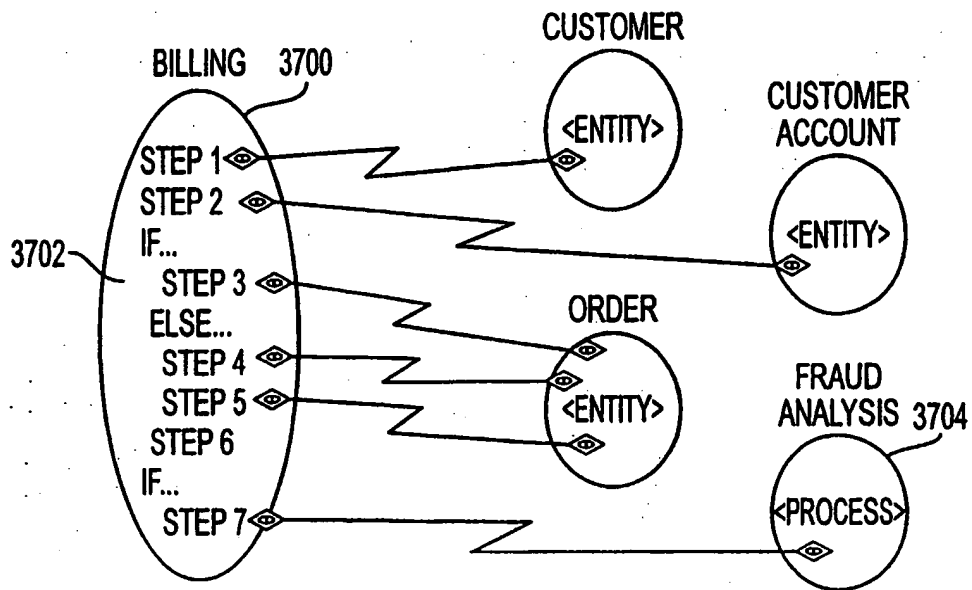 BILLING 3700
STEP 1
STEP 2
IF...
3702
STEP 3
ELSE...
STEP 4
STEP 5
STEP 6
IF...
STEP 7
CUSTOMER
<ENTITY>
CUSTOMER
ACCOUNT
<ENTITY>
ORDER
<ENTITY>
FRAUD
ANALYSIS 3704
<PROCESS>